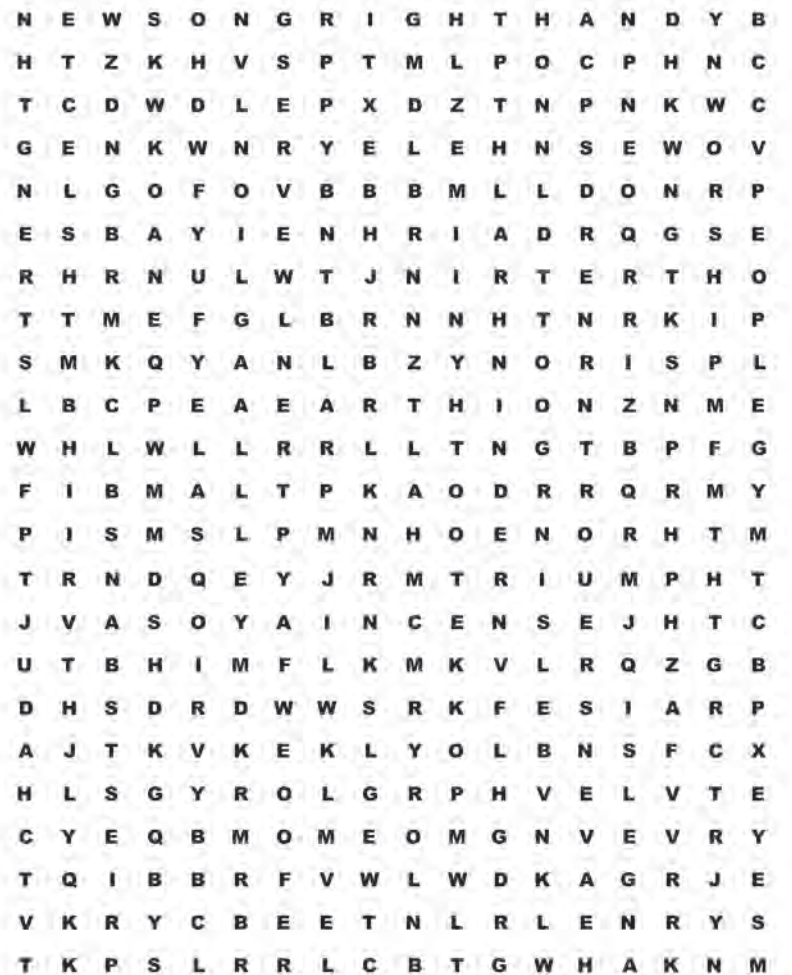 N E W S O N G R I G H T H A N D Y B
H T Z K H V S P T M L P O C P H N C
T C D W D L E P X D Z T N P N K W C
G E N K W N R Y E L E H N S E W O V
N L G O F O V B B B M L L D O N R P
E S B A Y I E N H R I A D R Q G S E
R H R N U L W T J N I R T E R T H O
T T M E F G L B R N N H T N R K I P
S M K Q Y A N L B Z Y N O R I S P L
L B C P E A E A R T H I O N Z N M E
W H L W L L R R L L T N G T B P F G
F I B M A L T P K A O D R R Q R M Y
P I S M S L P M N H O E N O R H T M
T R N D Q E Y J R M T R I U M P H T
J V A S O Y A I N C E N S E J H T C
U T B H I M F L K M K V L R Q Z G B
D H S D R D W W S R K F E S I A R P
A J T K V K E K L Y O L B N S F C X
H L S G Y R O L G R P H V E L V T E
C Y E Q B M O M E O M G N V E V R Y
T Q I B B R F V W L W D K A G R J E
V K R Y C B E E T N L R L E N R Y S
T K P S L R R L C B T G W H A K N M